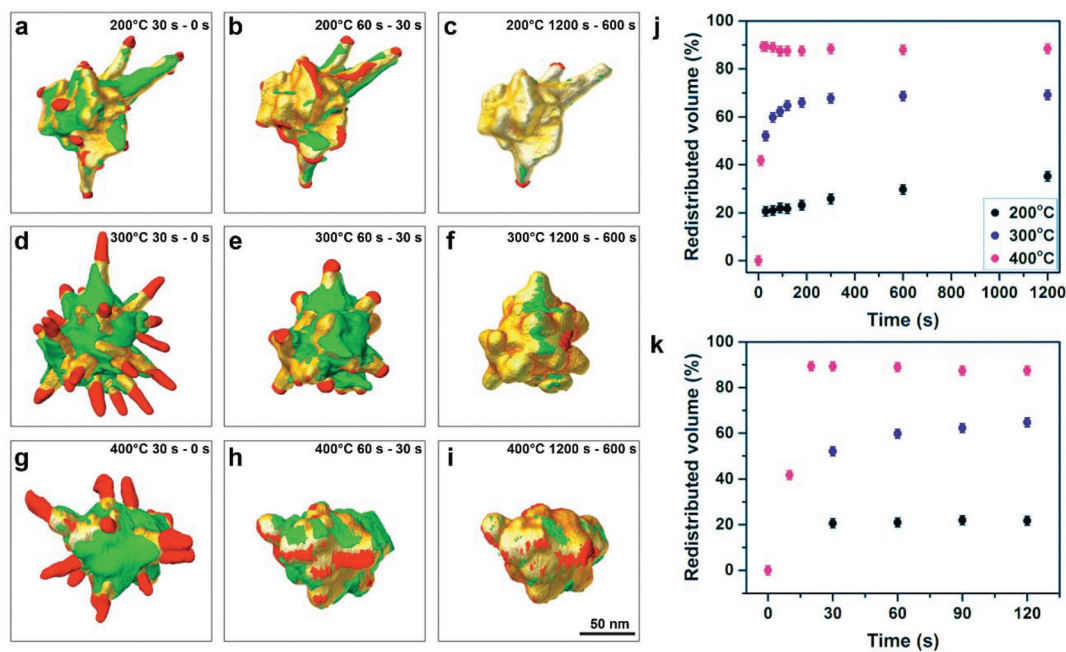 a 200°C 30 s - 0 s
b 200°C 60 s - 30 s
c 200°C 1200 s - 600 s
d 300°C 30 s - 0 s
e 300°C 60 s - 30 s
f 300°C 1200 s - 600 s
g 400°C 30 s - 0 s
h 400°C 60 s - 30 s
i 400°C 1200 s - 600 s
50 nm
j
Redistributed volume (%)
100
80
60
40
20
0
200°C
300°C
400°C
0 200 400 600 800 1000 1200
Time (s)
k
Redistributed volume (%)
100
80
60
40
20
0
0 30 60 90 120
Time (s)